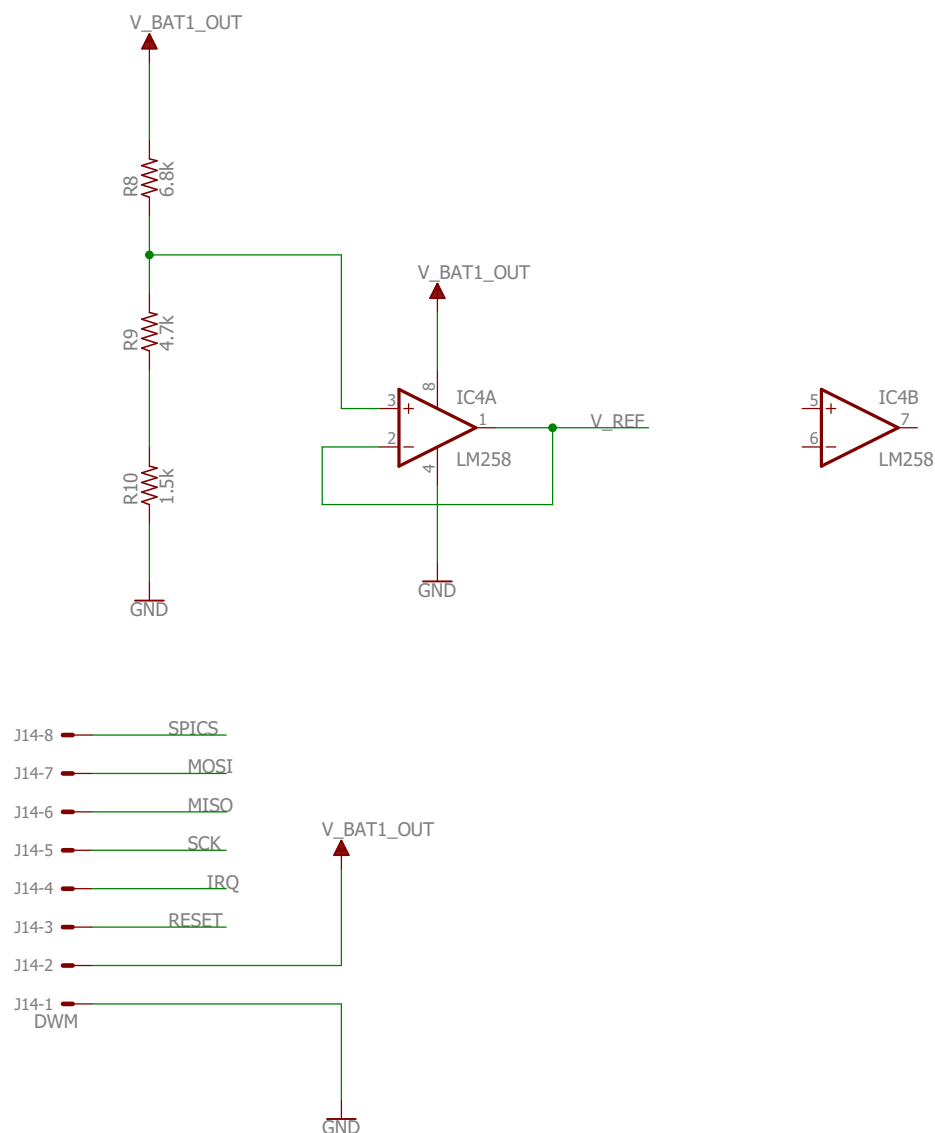 V_BAT1_OUT
R8
6.8k
R9
4.7k
R10
1.5k
GND
V_BAT1_OUT
8
IC4A
3
+
1
V_REF
2
−
4
LM258
GND
IC4B
5
+
7
6
−
LM258
J14-8
SPICS
J14-7
MOSI
J14-6
MISO
J14-5
SCK
J14-4
IRQ
J14-3
RESET
J14-2
J14-1
DWM
V_BAT1_OUT
GND